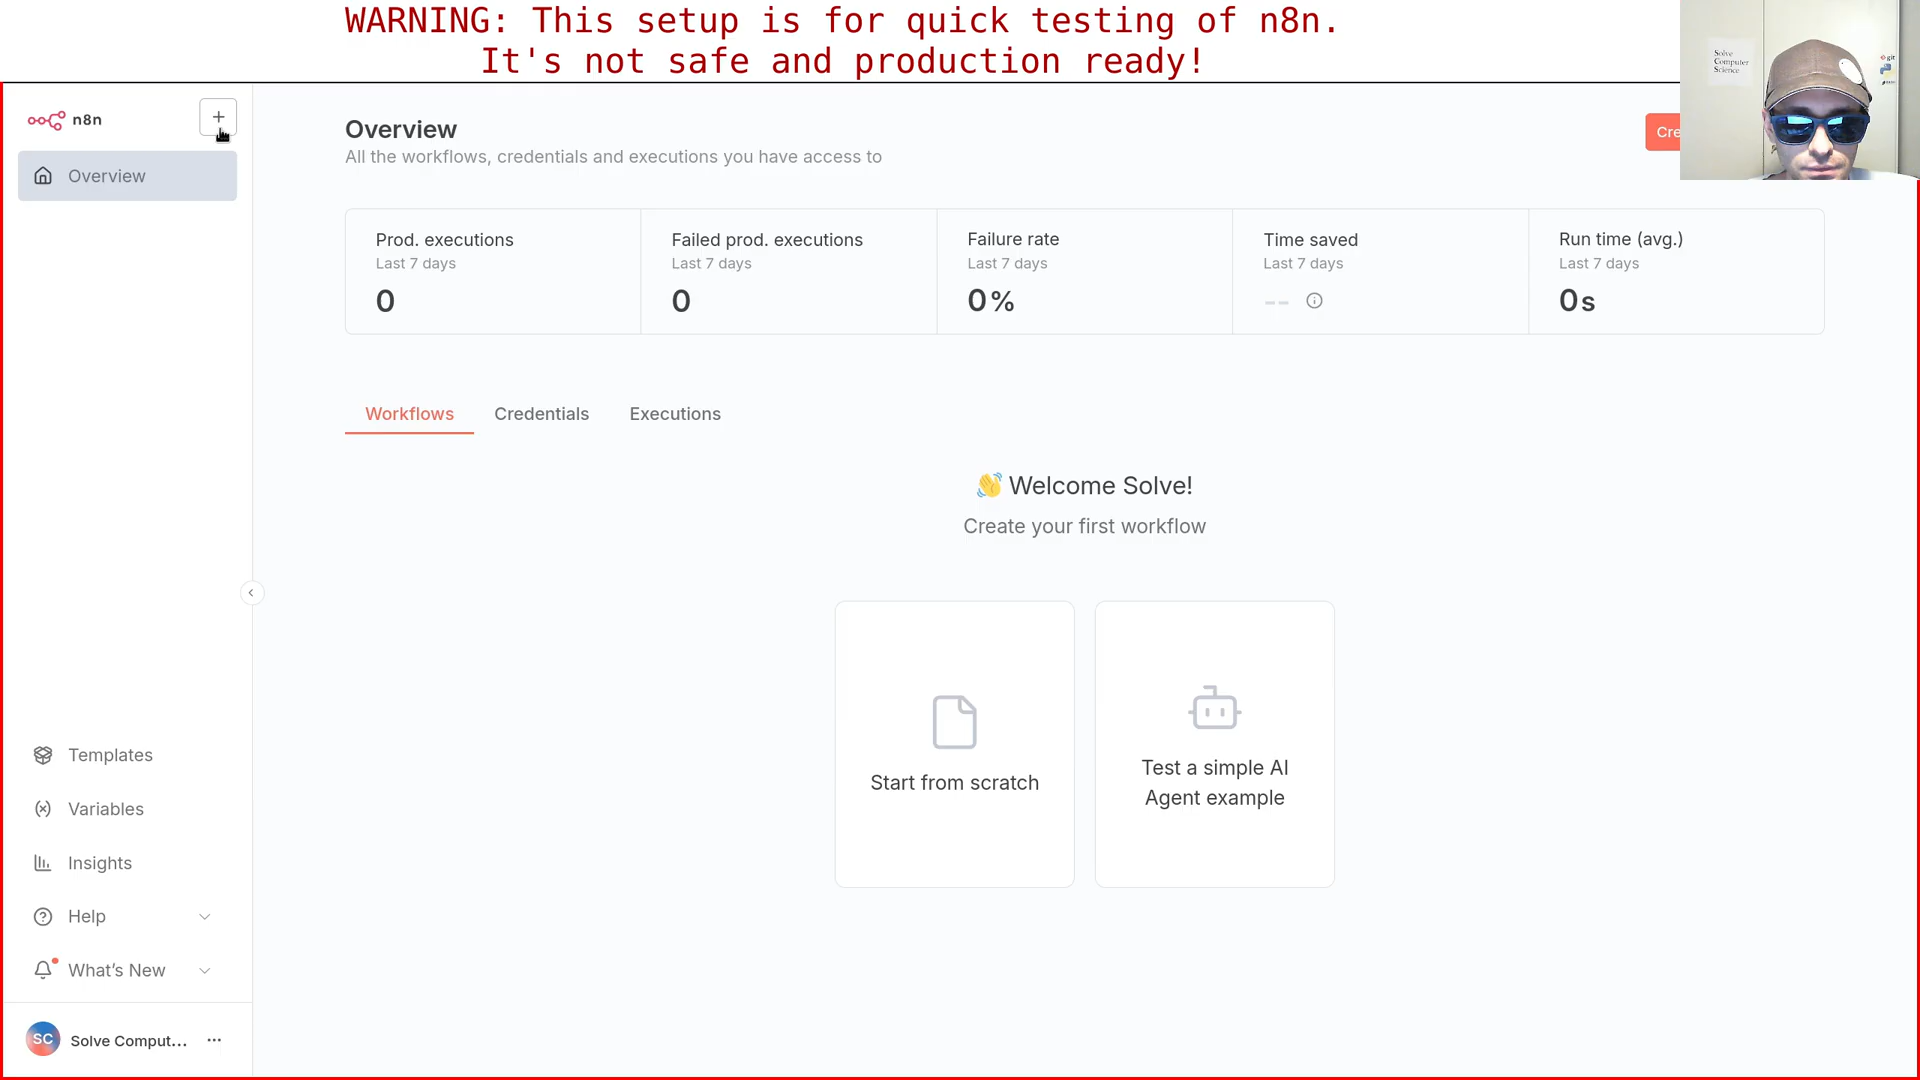 WARNING: This setup is for quick testing of n8n.
It's not safe and production ready!
Solve
Computer
Science
git
n8n
Overview
Overview
All the workflows, credentials and executions you have access to
Cre
Prod. executions
Last 7 days
0
Failed prod. executions
Last 7 days
0
Failure rate
Last 7 days
0%
Time saved
Last 7 days
--
Run time (avg.)
Last 7 days
0s
Workflows
Credentials
Executions
👋 Welcome Solve!
Create your first workflow
Start from scratch
Test a simple AI
Agent example
Templates
Variables
Insights
Help
What's New
SC
Solve Comput...